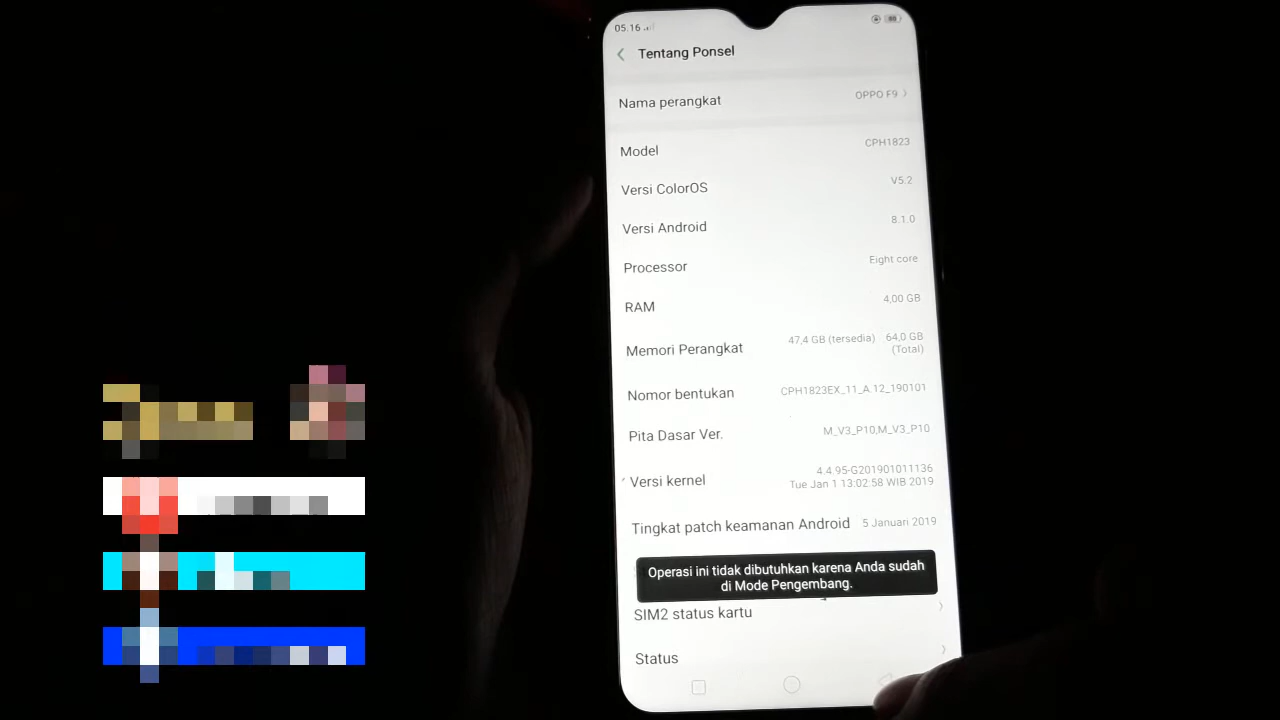 05.16
Tentang Ponsel
Nama perangkat OPPO F9
Model CPH1823
Versi ColorOS V5.2
Versi Android 8.1.0
Processor Eight core
RAM 4,00 GB
Memori Perangkat 47,4 GB (tersedia) 64,0 GB
(Total)
Nomor bentukan CPH1823EX_11_A.12_190101
Pita Dasar Ver. M_V3_P10,M_V3_P10
Versi kernel 4.4.95-G201901011136
Tue Jan 1 13:02:58 WIB 2019
Tingkat patch keamanan Android 5 Januari 2019
Operasi ini tidak dibutuhkan karena Anda sudah
di Mode Pengembang.
SIM2 status kartu
Status